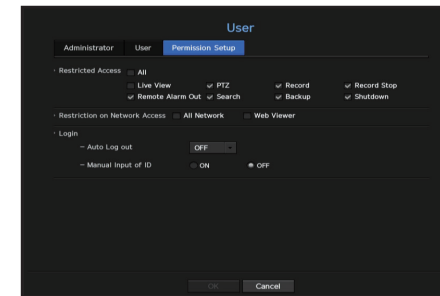 User
Administrator User Permission Setup
· Restricted Access All
Live View PTZ Record Record Stop
Remote Alarm Out Search Backup Shutdown
· Restriction on Network Access All Network Web Viewer
· Login
– Auto Log out OFF
– Manual Input of ID ON OFF
OK Cancel